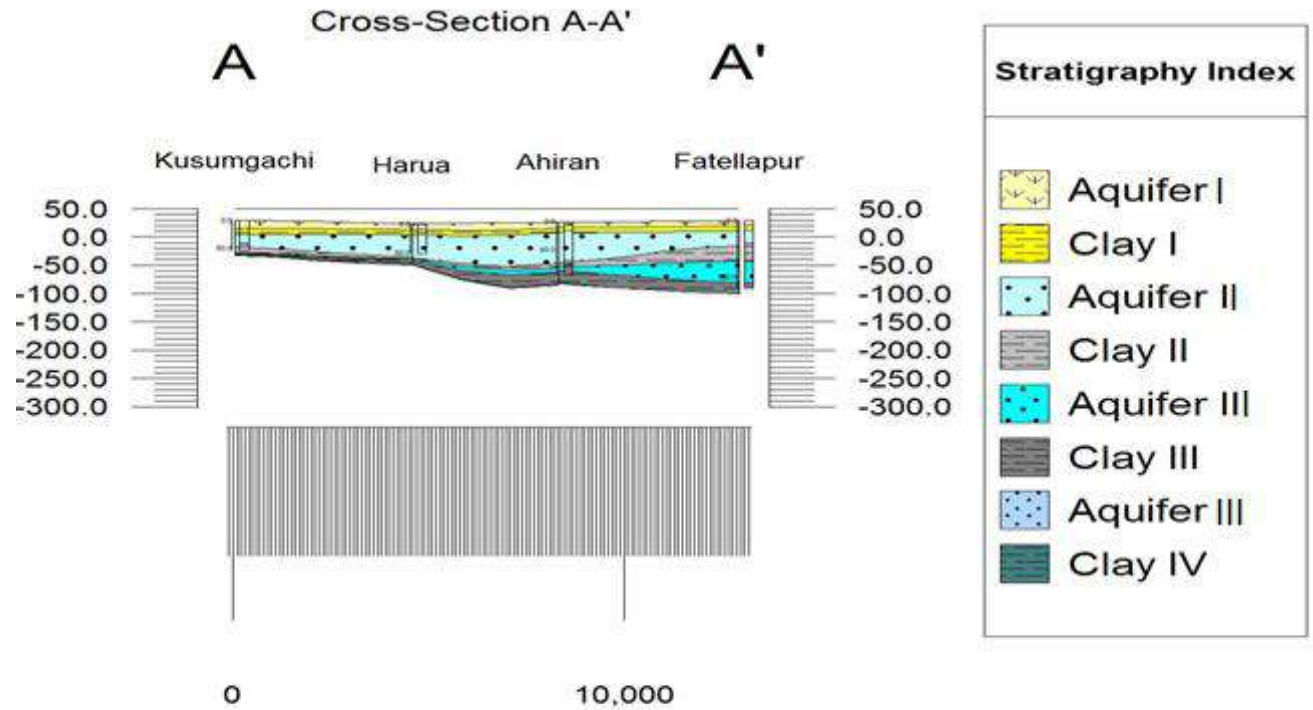 Cross-Section A-A'
A A'
Kusumgachi Harua Ahiran Fatellapur
50.0 50.0
0.0 0.0
-50.0 -50.0
-100.0 -100.0
-150.0 -150.0
-200.0 -200.0
-250.0 -250.0
-300.0 -300.0
0 10,000
Stratigraphy Index
Aquifer I
Clay I
Aquifer II
Clay II
Aquifer III
Clay III
Aquifer III
Clay IV